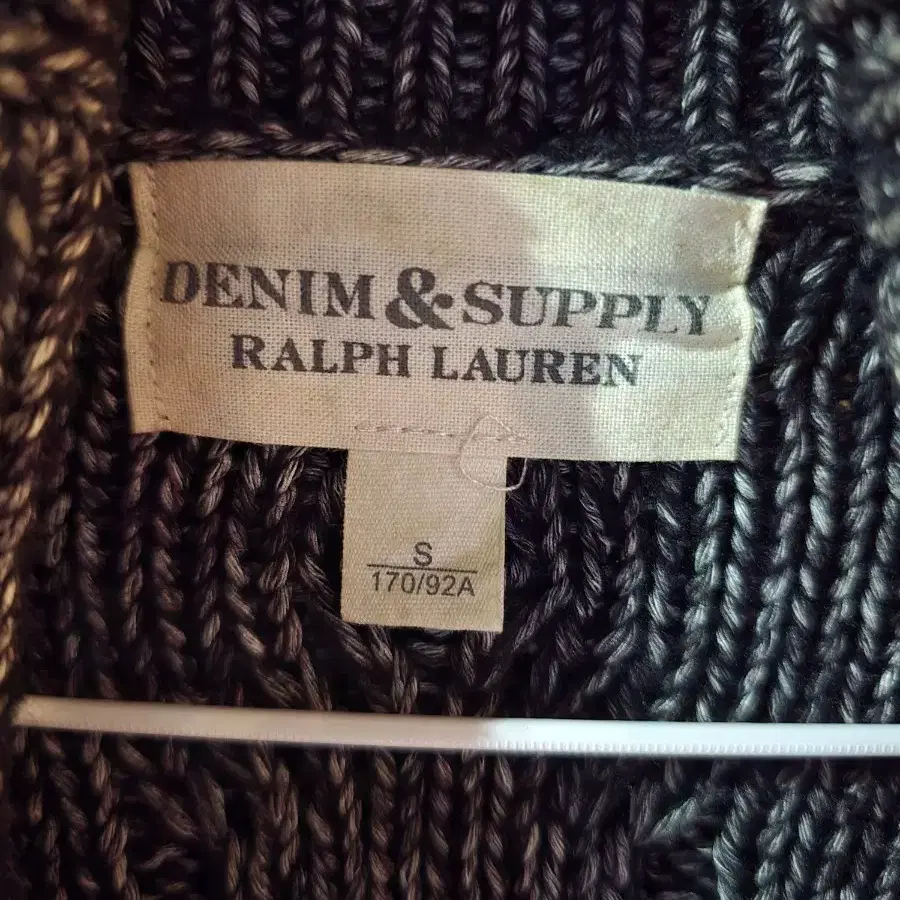 DENIM & SUPPLY
RALPH LAUREN
S
170/92A